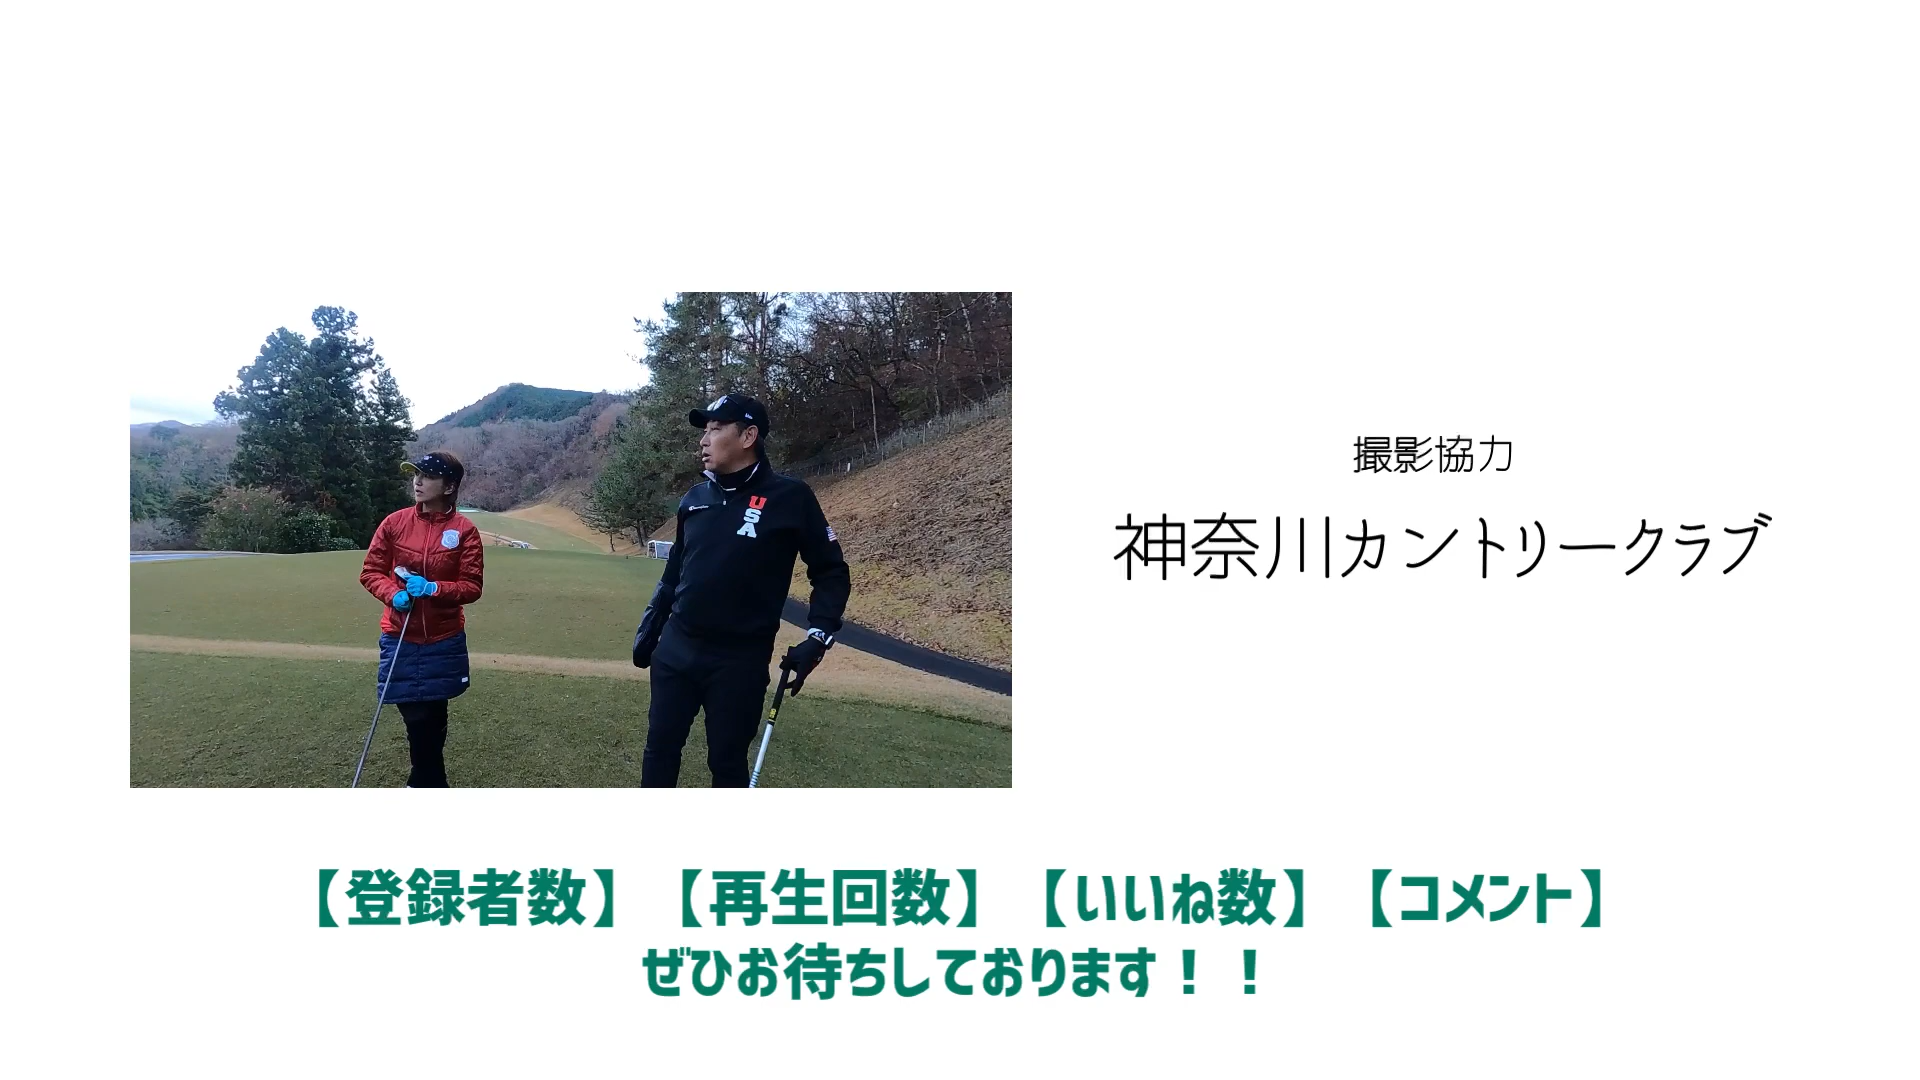 USA
撮影協力
神奈川カントリークラブ
【登録者数】【再生回数】【いいね数】【コメント】
ぜひお待ちしております！！